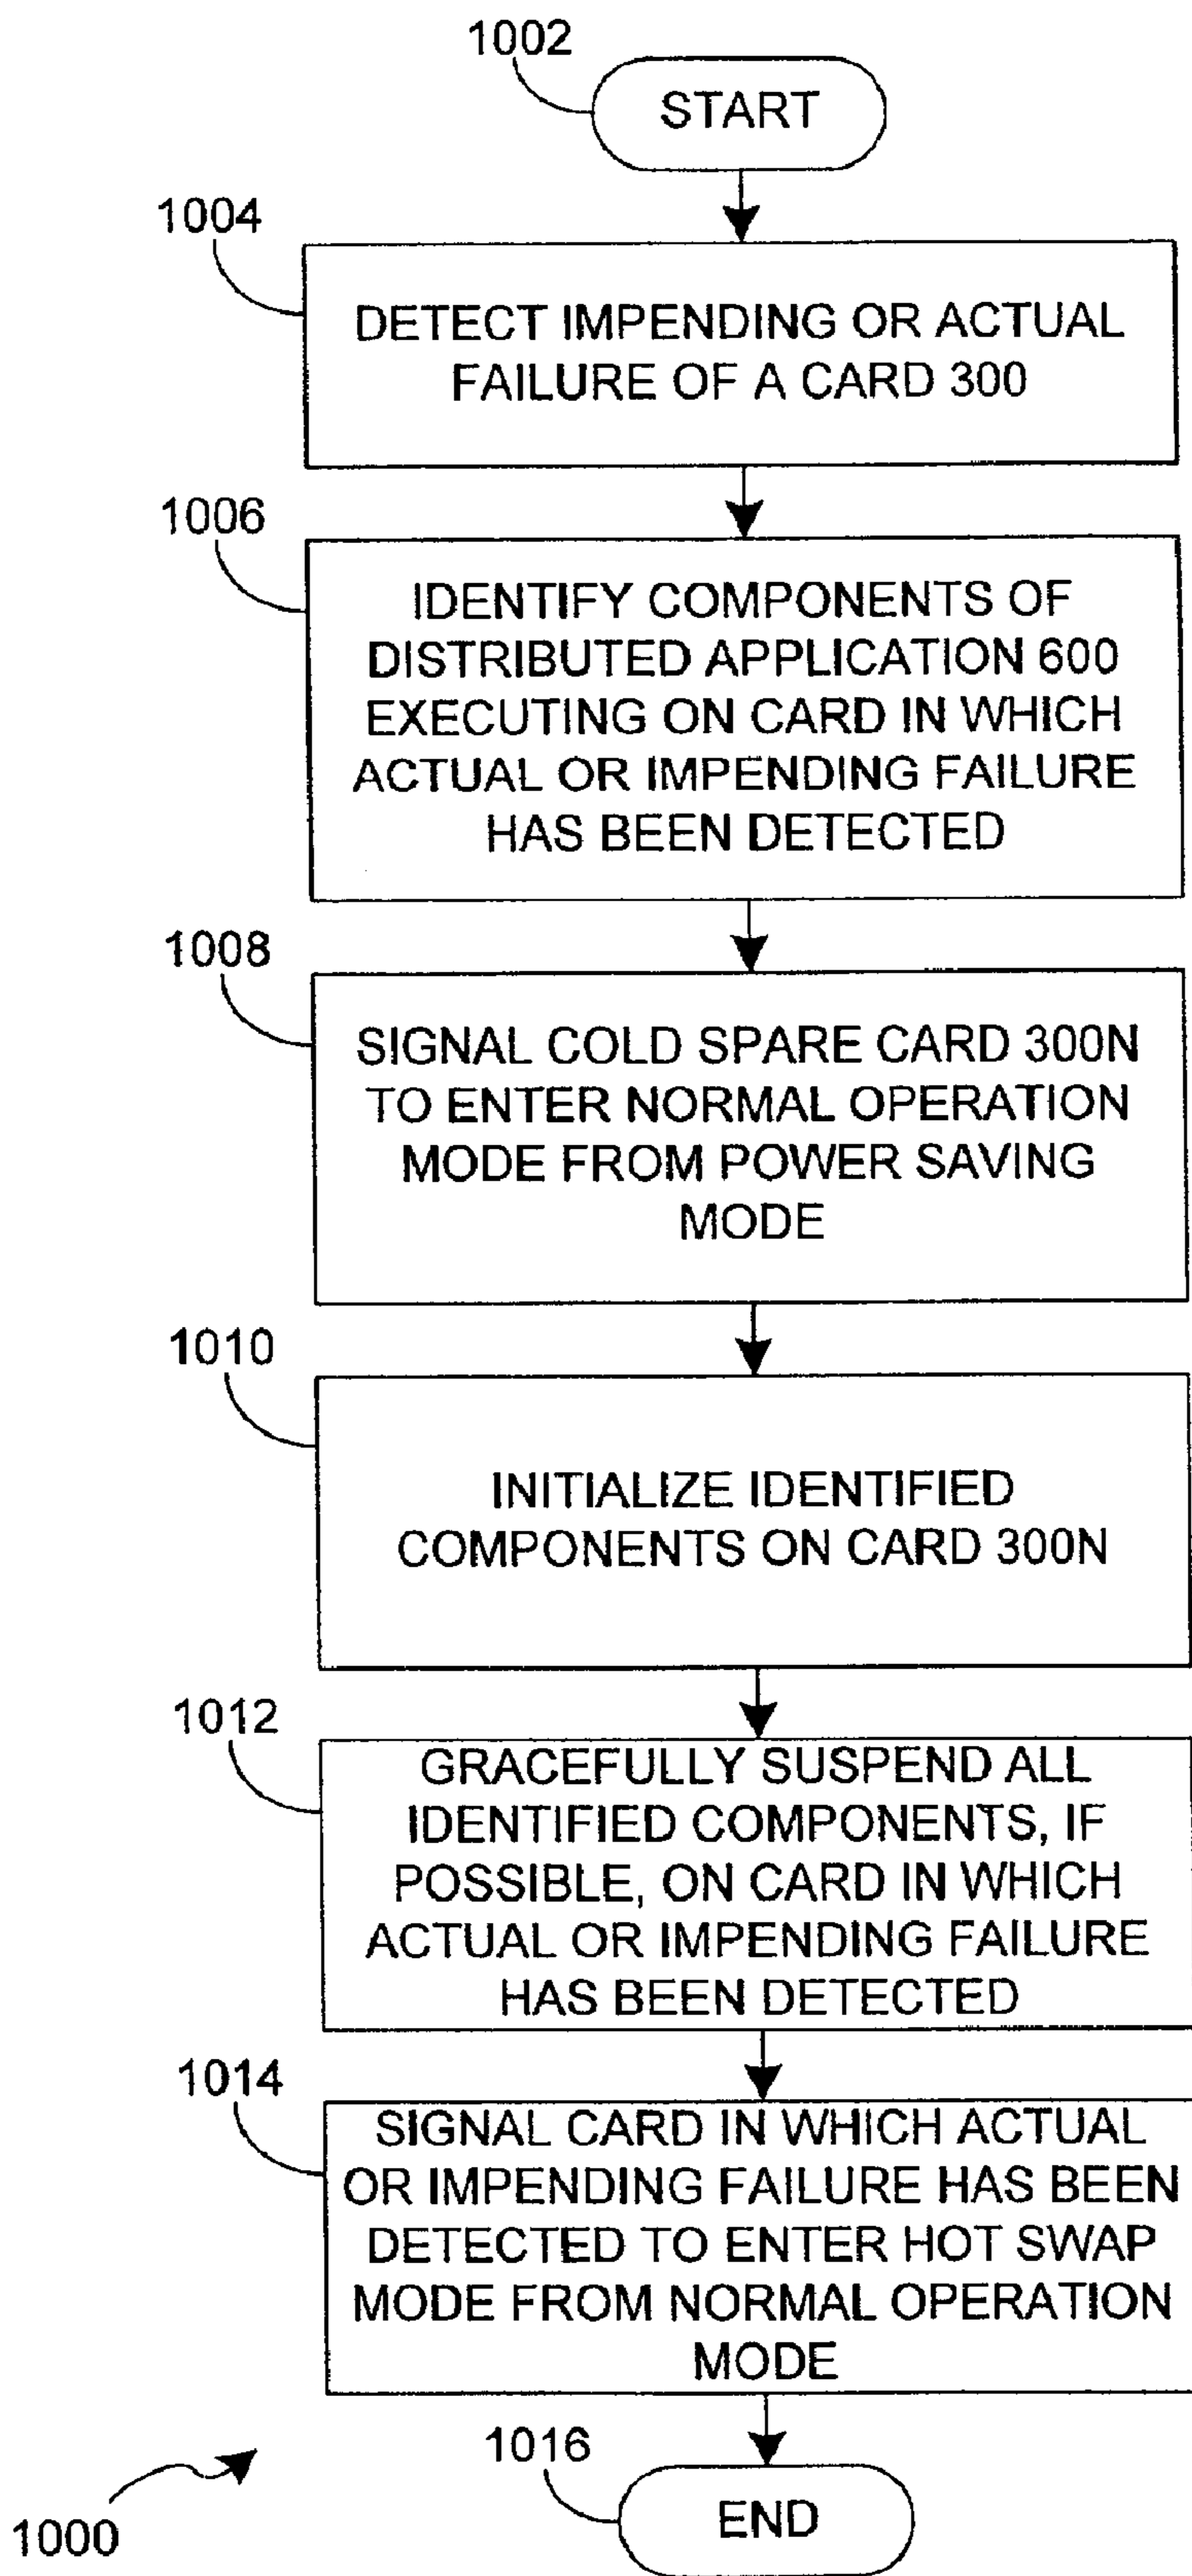 1002
START
1004
DETECT IMPENDING OR ACTUAL
FAILURE OF A CARD 300
1006
IDENTIFY COMPONENTS OF
DISTRIBUTED APPLICATION 600
EXECUTING ON CARD IN WHICH
ACTUAL OR IMPENDING FAILURE
HAS BEEN DETECTED
1008
SIGNAL COLD SPARE CARD 300N
TO ENTER NORMAL OPERATION
MODE FROM POWER SAVING
MODE
1010
INITIALIZE IDENTIFIED
COMPONENTS ON CARD 300N
1012
GRACEFULLY SUSPEND ALL
IDENTIFIED COMPONENTS, IF
POSSIBLE, ON CARD IN WHICH
ACTUAL OR IMPENDING FAILURE
HAS BEEN DETECTED
1014
SIGNAL CARD IN WHICH ACTUAL
OR IMPENDING FAILURE HAS BEEN
DETECTED TO ENTER HOT SWAP
MODE FROM NORMAL OPERATION
MODE
1016
END
1000